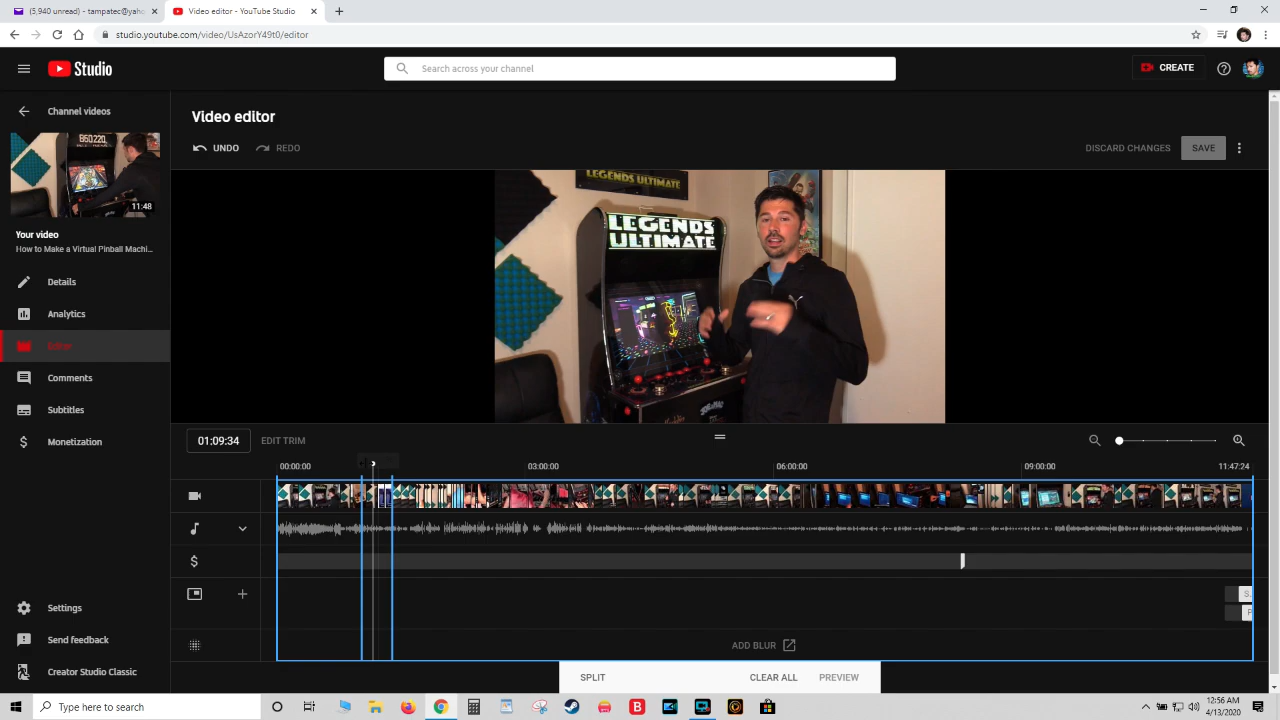 (5,940 unread) - tampatec@yaho
Video editor - YouTube Studio
studio.youtube.com/video/UsAzorY49t0/editor
Studio
Search across your channel
CREATE
Channel videos
Video editor
UNDO
REDO
DISCARD CHANGES
SAVE
11:48
Your video
How to Make a Virtual Pinball Machi...
Details
Analytics
Editor
Comments
Subtitles
Monetization
LEGENDS ULTIMATE
LEGENDS
ULTIMATE
01:09:34
EDIT TRIM
00:00:00
03:00:00
06:00:00
09:00:00
11:47:24
S...
P
ADD BLUR
Settings
Send feedback
Creator Studio Classic
SPLIT
CLEAR ALL
PREVIEW
Type here to search
12:56 AM
4/13/2020